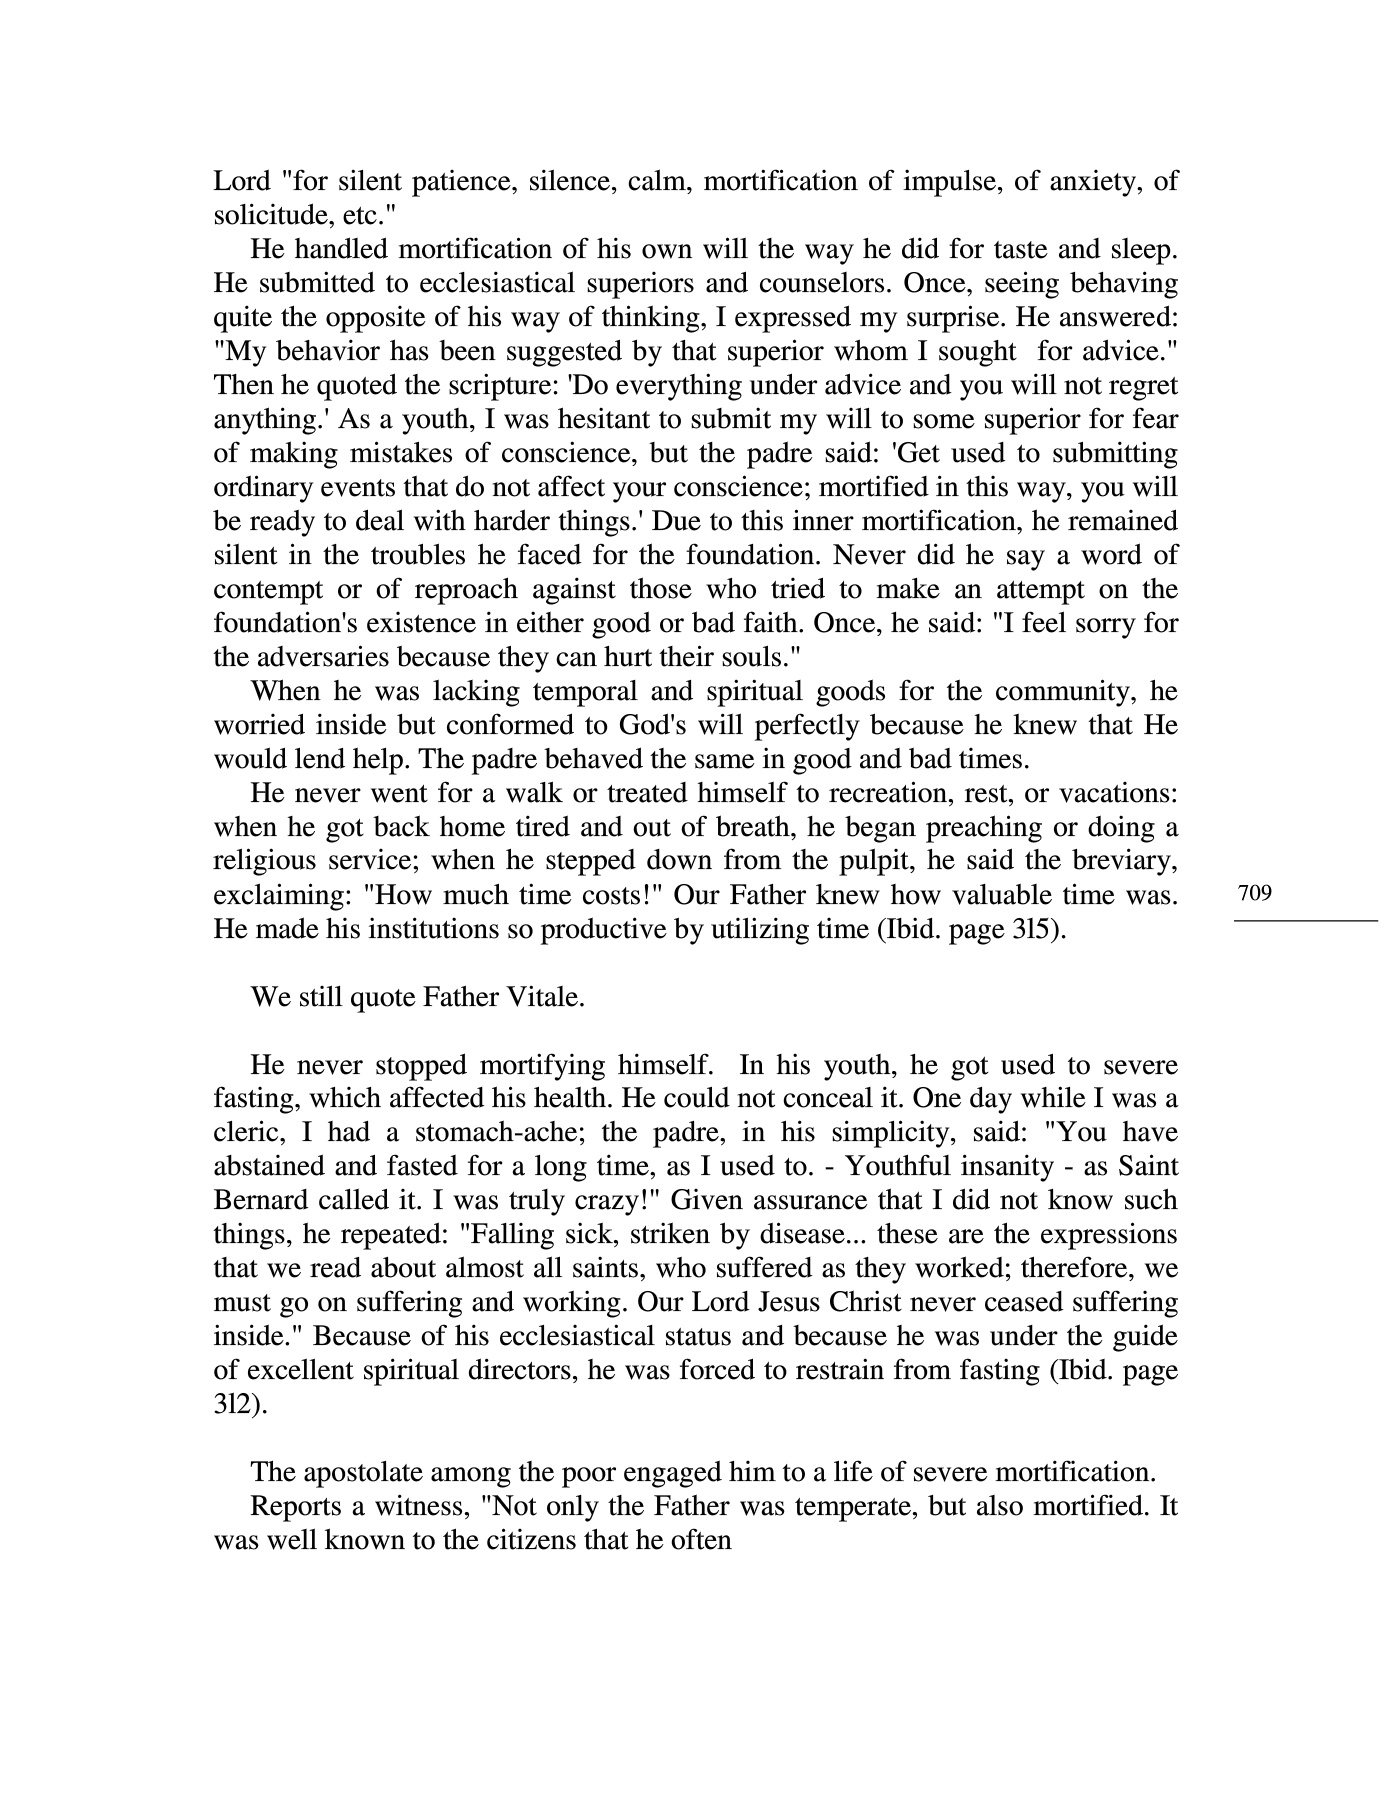 Lord "for silent patience, silence, calm, mortification of impulse, of anxiety, of
solicitude, etc."
He handled mortification of his own will the way he did for taste and sleep.
He submitted to ecclesiastical superiors and counselors. Once, seeing behaving
quite the opposite of his way of thinking, I expressed my surprise. He answered:
"My behavior has been suggested by that superior whom I sought  for advice."
Then he quoted the scripture: 'Do everything under advice and you will not regret
anything.' As a youth, I was hesitant to submit my will to some superior for fear
of making mistakes of conscience, but the padre said: 'Get used to submitting
ordinary events that do not affect your conscience; mortified in this way, you will
be ready to deal with harder things.' Due to this inner mortification, he remained
silent in the troubles he faced for the foundation. Never did he say a word of
contempt or of reproach against those who tried to make an attempt on the
foundation's existence in either good or bad faith. Once, he said: "I feel sorry for
the adversaries because they can hurt their souls."
When he was lacking temporal and spiritual goods for the community, he
worried inside but conformed to God's will perfectly because he knew that He
would lend help. The padre behaved the same in good and bad times.
He never went for a walk or treated himself to recreation, rest, or vacations:
when he got back home tired and out of breath, he began preaching or doing a
religious service; when he stepped down from the pulpit, he said the breviary,
exclaiming: "How much time costs!" Our Father knew how valuable time was.
He made his institutions so productive by utilizing time (Ibid. page 3l5).
709
We still quote Father Vitale.
He never stopped mortifying himself.  In his youth, he got used to severe
fasting, which affected his health. He could not conceal it. One day while I was a
cleric, I had a stomach-ache; the padre, in his simplicity, said: "You have
abstained and fasted for a long time, as I used to. - Youthful insanity - as Saint
Bernard called it. I was truly crazy!" Given assurance that I did not know such
things, he repeated: "Falling sick, striken by disease... these are the expressions
that we read about almost all saints, who suffered as they worked; therefore, we
must go on suffering and working. Our Lord Jesus Christ never ceased suffering
inside." Because of his ecclesiastical status and because he was under the guide
of excellent spiritual directors, he was forced to restrain from fasting (Ibid. page
3l2).
The apostolate among the poor engaged him to a life of severe mortification.
Reports a witness, "Not only the Father was temperate, but also mortified. It
was well known to the citizens that he often